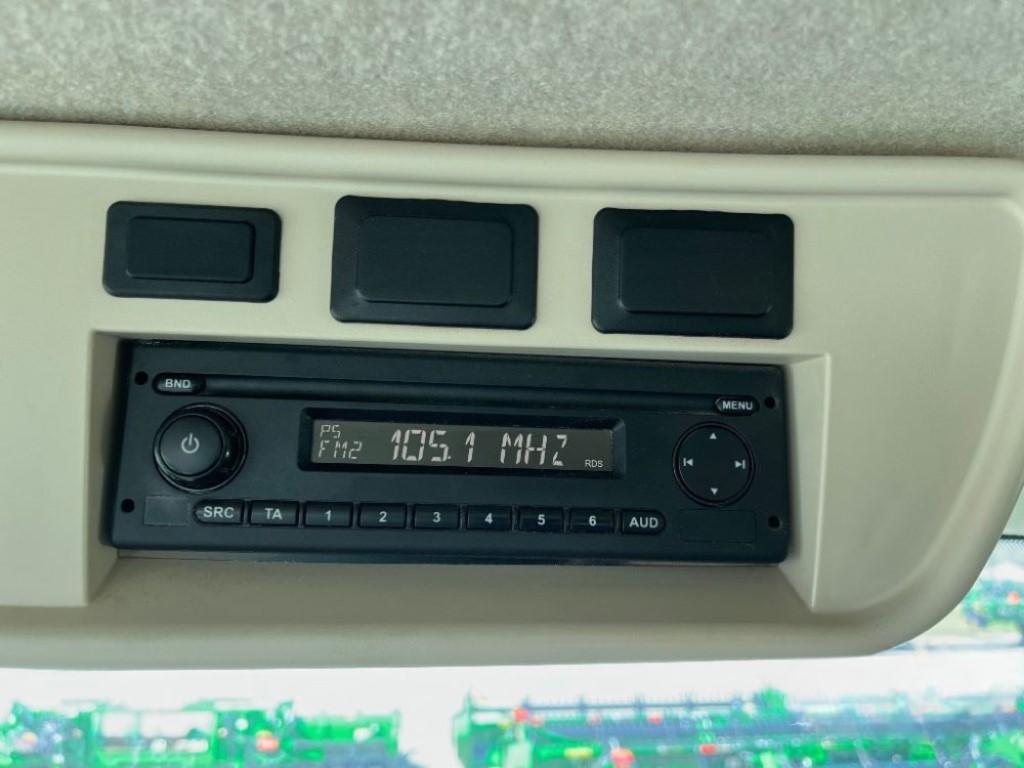 BND
MENU
PS
FM2 105.1 MHZ RDS
SRC TA 1 2 3 4 5 6 AUD